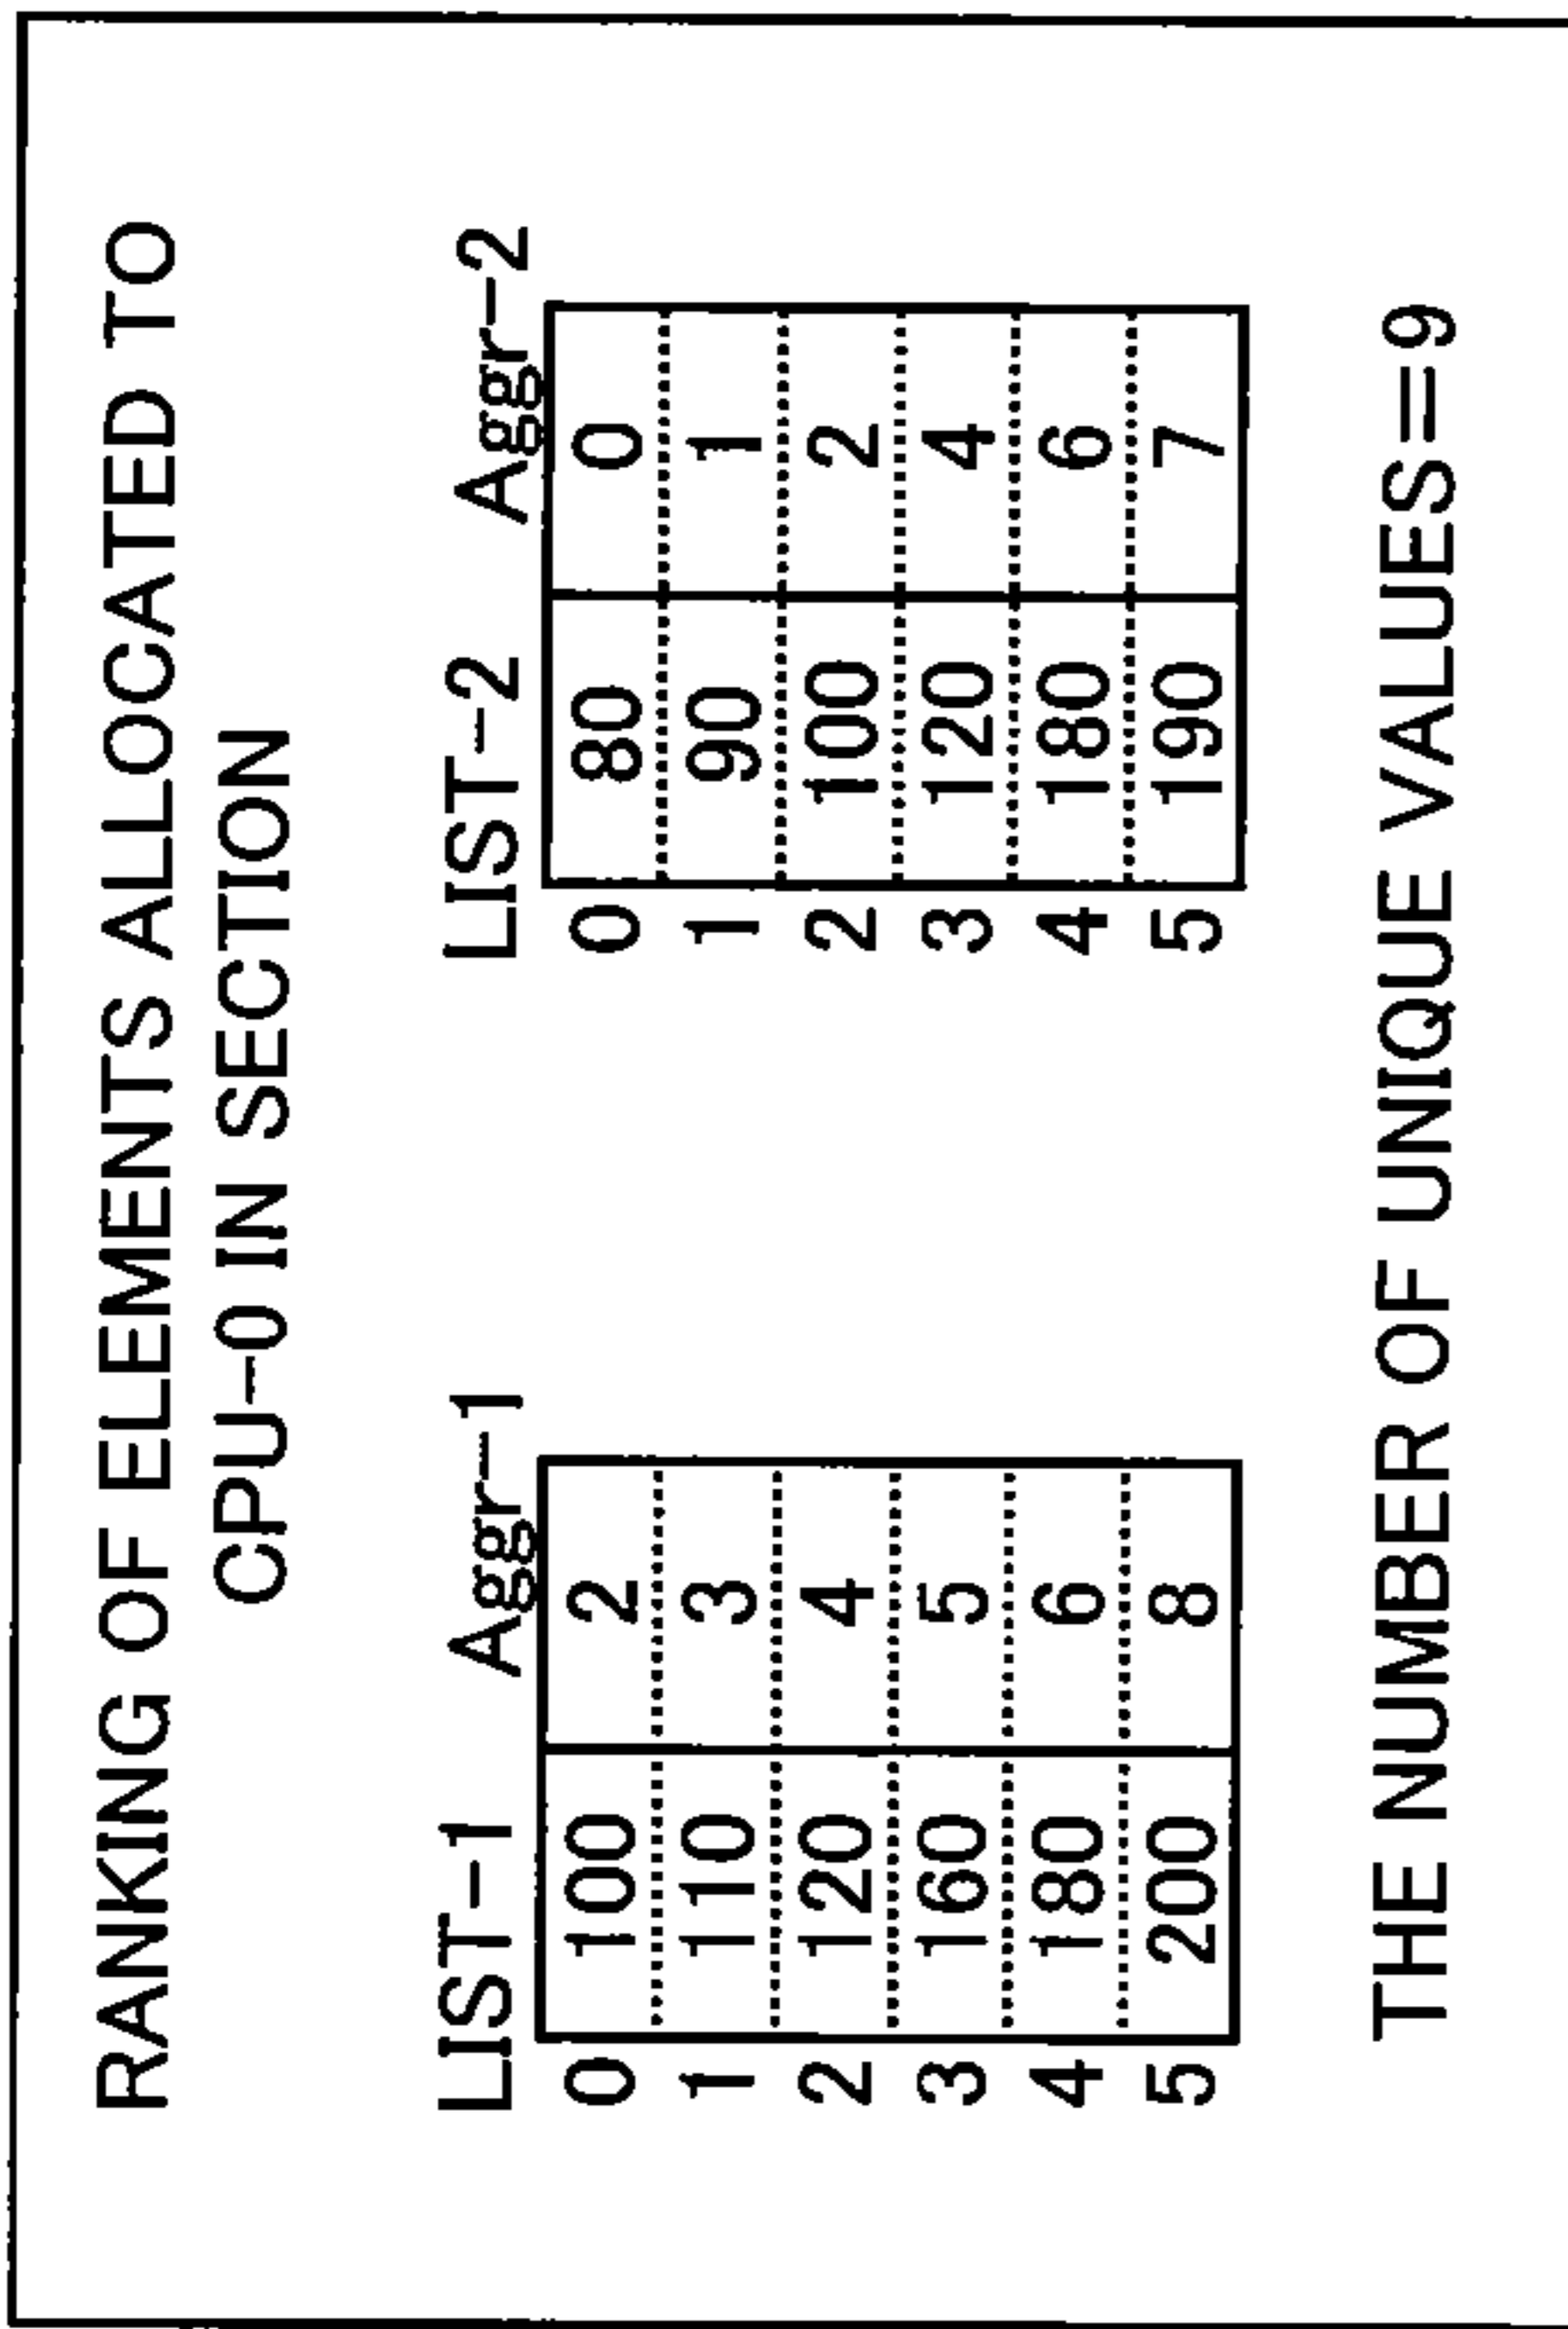 RANKING OF ELEMENTS ALLOCATED TO
CPU-0 IN SECTION
LIST-1 Aggr-1 LIST-2 Aggr-2
0 100 2 0 80 0
1 110 3 1 90 1
2 120 4 2 100 2
3 160 5 3 120 4
4 180 6 4 180 6
5 200 8 5 190 7
THE NUMBER OF UNIQUE VALUES=9